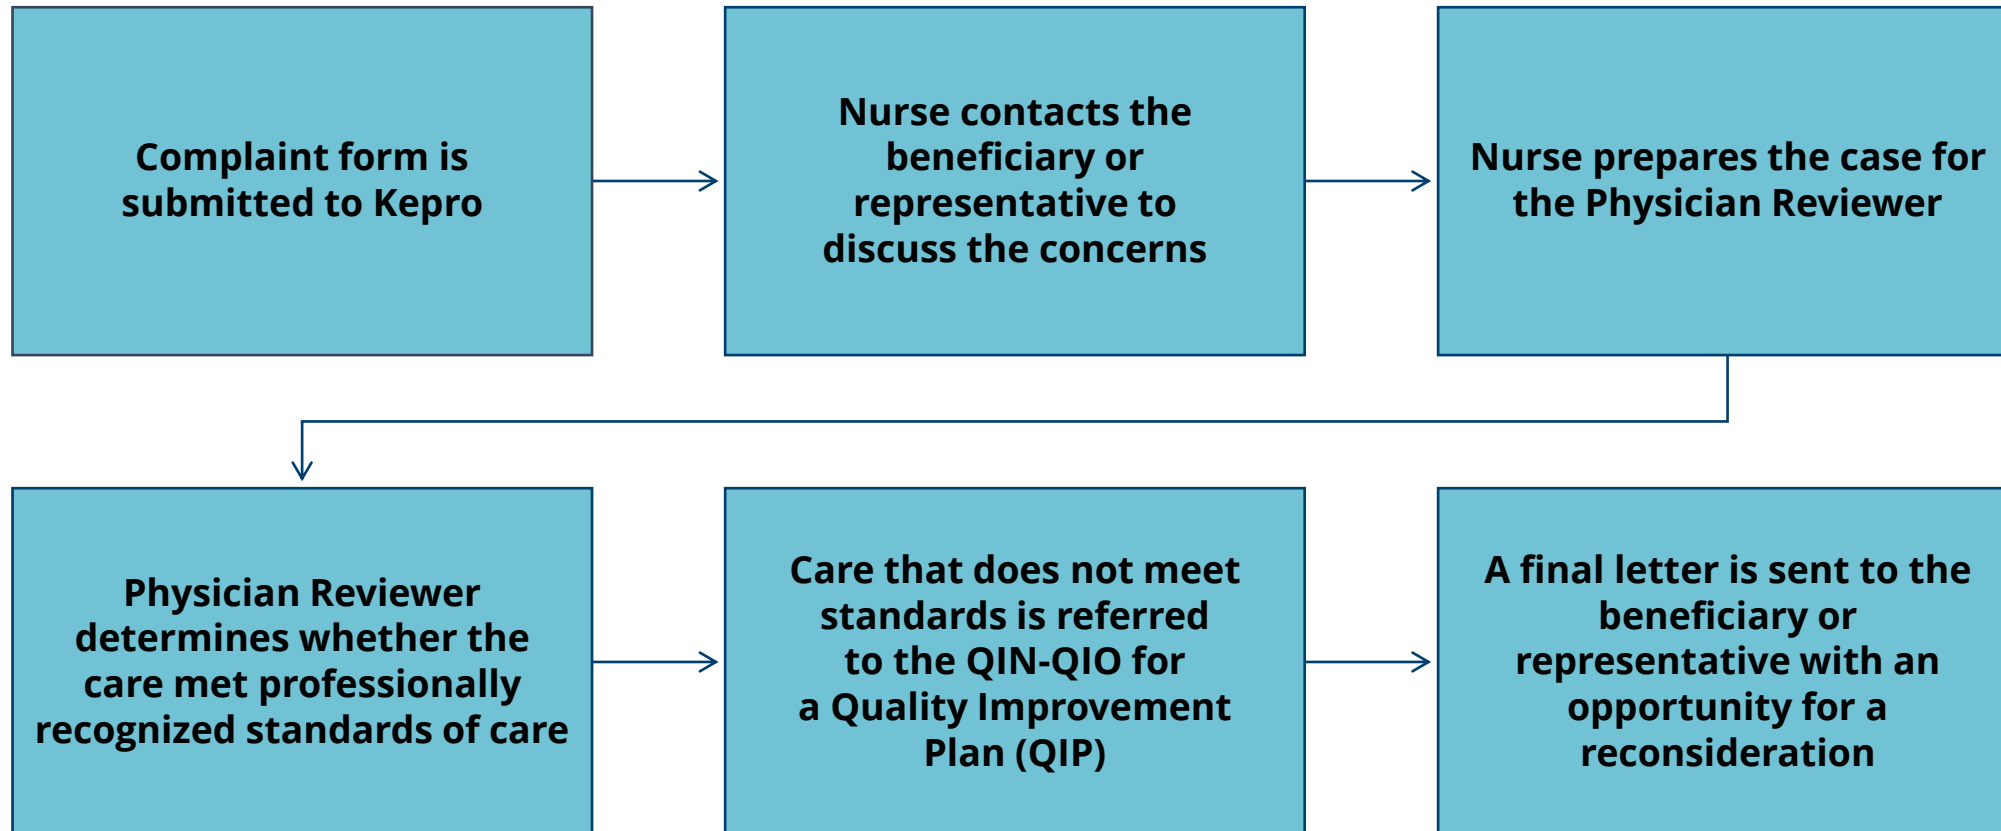 Complaint form is
submitted to Kepro
Nurse contacts the
beneficiary or
representative to
discuss the concerns
Nurse prepares the case for
the Physician Reviewer
Physician Reviewer
determines whether the
care met professionally
recognized standards of care
Care that does not meet
standards is referred
to the QIN-QIO for
a Quality Improvement
Plan (QIP)
A final letter is sent to the
beneficiary or
representative with an
opportunity for a
reconsideration